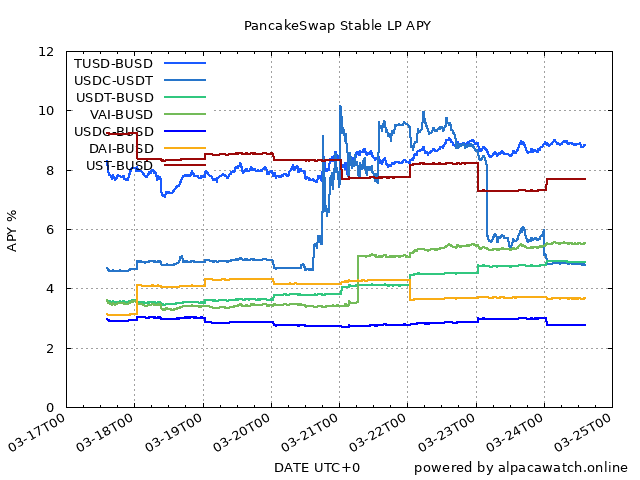 PancakeSwap Stable LP APY
12
10
8
6
4
2
0
APY %
TUSD-BUSD
USDC-USDT
USDT-BUSD
VAI-BUSD
USDC-BUSD
DAI-BUSD
UST-BUSD
03-17T00
03-18T00
03-19T00
03-20T00
03-21T00
03-22T00
03-23T00
03-24T00
03-25T00
DATE UTC+0
powered by alpacawatch.online